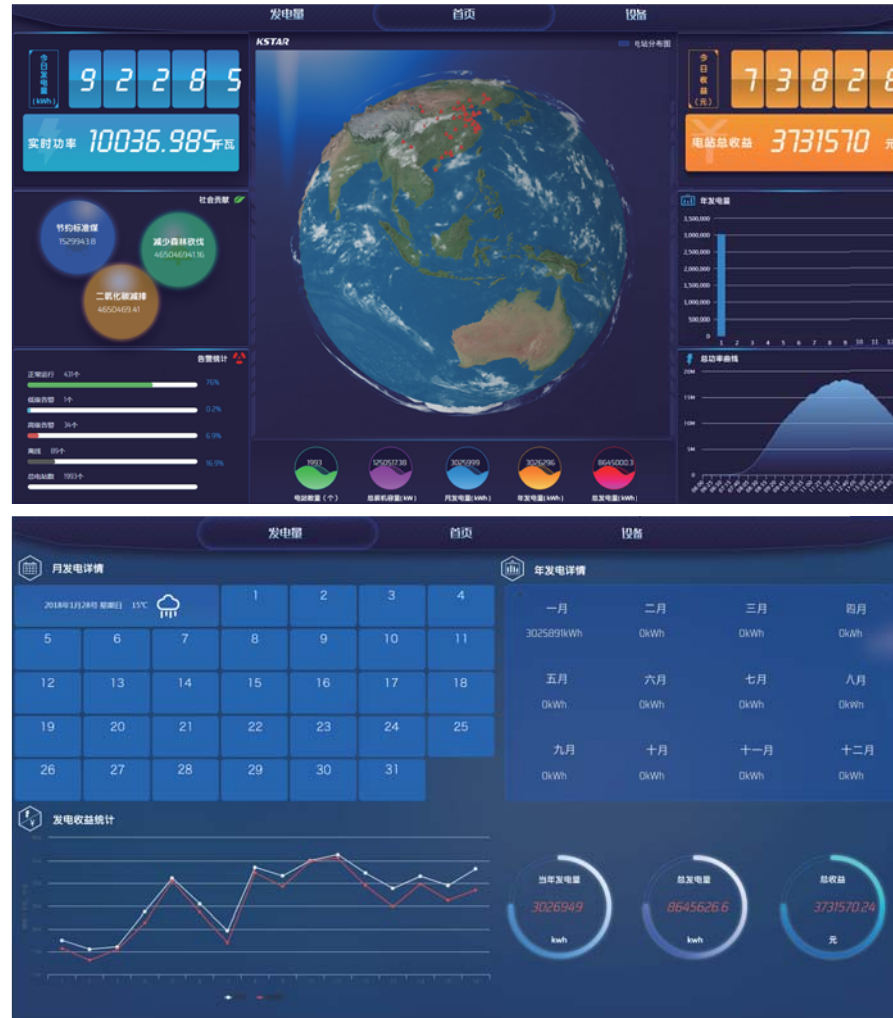 发电量
首页
设备
今日发电量
(kWh)
92285
实时功率 10036.985千瓦
KSTAR
电站分布图
今日收益
(元)
73828
电站总收益 3731570 元
社会贡献
节约标准煤
1529943.8
减少森林砍伐
4650469411.6
二氧化碳减排
4650469.41
告警统计
正常运行 431个
76%
低级告警 1个
0.2%
高级告警 34个
6.9%
离线 89个
16.9%
总电站数 1993个
1993
电站数量(个)
125051.738
总装机容量(kW)
3025999
月发电量(kWh)
3026296
年发电量(kWh)
8645000.3
总发电量(kWh)
年发电量
3,500,000
3,000,000
2,500,000
2,000,000
1,500,000
1,000,000
500,000
0
1 2 3 4 5 6 7 8 9 10 11 12
总功率曲线
20M
15M
10M
5M
0
发电量
首页
设备
月发电详情
2018年1月28号 星期日 15℃
1 2 3 4
5 6 7 8 9 10 11
12 13 14 15 16 17 18
19 20 21 22 23 24 25
26 27 28 29 30 31
年发电详情
一月 二月 三月 四月
3025891kWh 0kWh 0kWh 0kWh
五月 六月 七月 八月
0kWh 0kWh 0kWh 0kWh
九月 十月 十一月 十二月
0kWh 0kWh 0kWh 0kWh
发电收益统计
当年发电量
3026949
kwh
总发电量
8645626.6
kwh
总收益
3731570.24
元